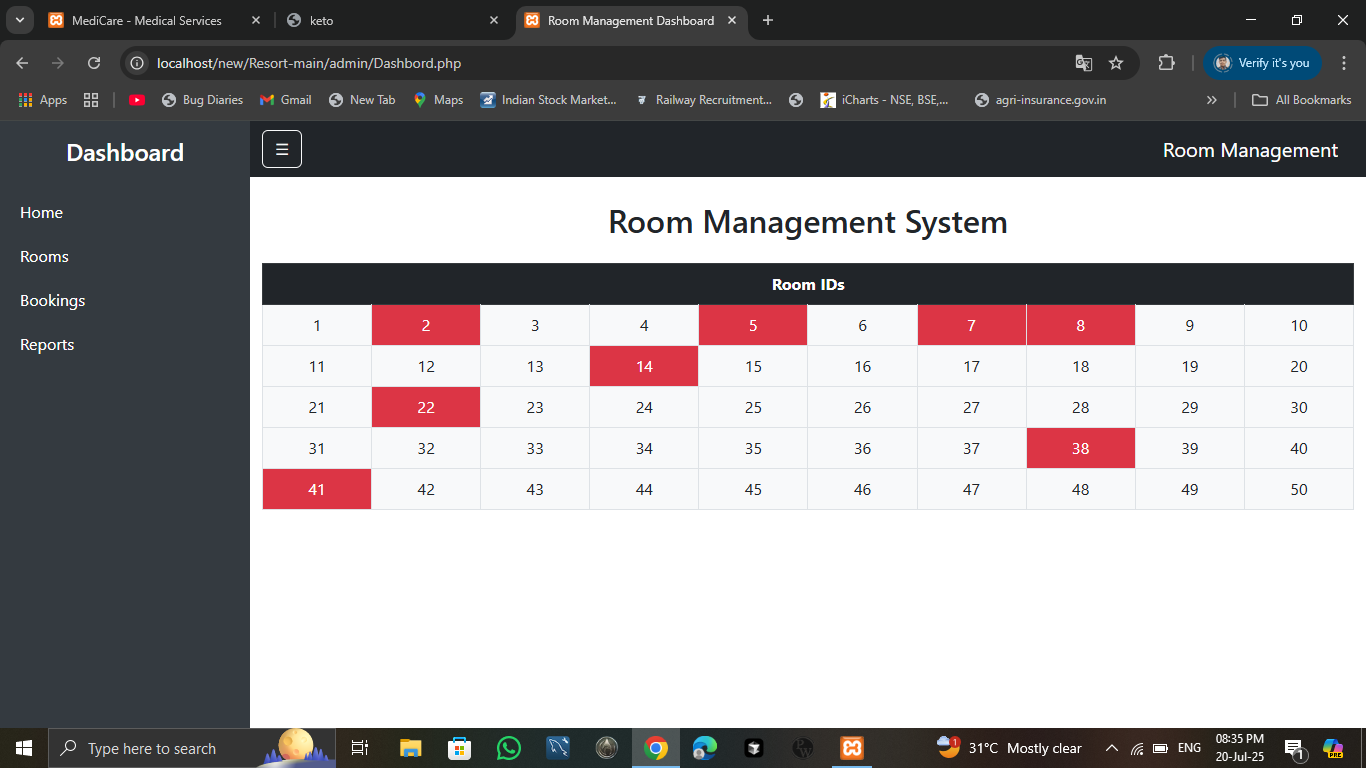 MediCare - Medical Services
keto
Room Management Dashboard
localhost/new/Resort-main/admin/Dashbord.php
Verify it's you
Apps
Bug Diaries
Gmail
New Tab
Maps
Indian Stock Market...
Railway Recruitment...
iCharts - NSE, BSE,...
agri-insurance.gov.in
All Bookmarks
Dashboard
Home
Rooms
Bookings
Reports
Room Management
Room Management System
Room IDs
1 2 3 4 5 6 7 8 9 10
11 12 13 14 15 16 17 18 19 20
21 22 23 24 25 26 27 28 29 30
31 32 33 34 35 36 37 38 39 40
41 42 43 44 45 46 47 48 49 50
Type here to search
1
31°C Mostly clear
ENG
08:35 PM
20-Jul-25
1
PRE